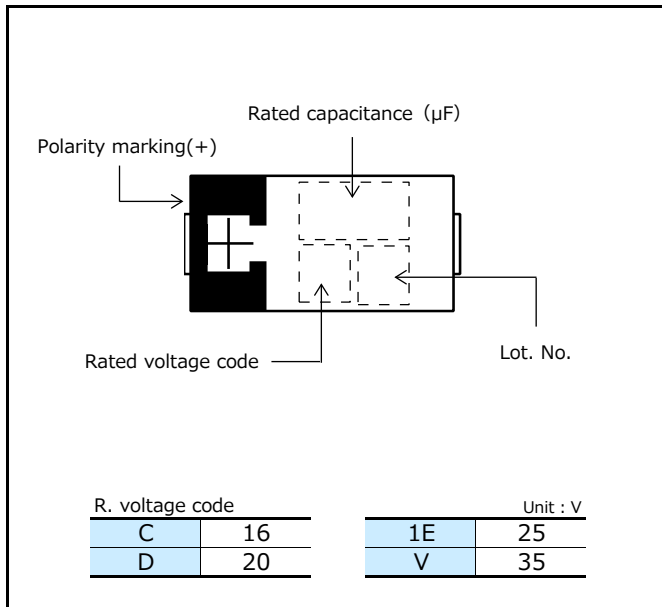 Rated capacitance（μF）
Polarity marking(+)
Rated voltage code
Lot. No.
R. voltage code
Unit : V
C 16 1E 25
D 20 V 35